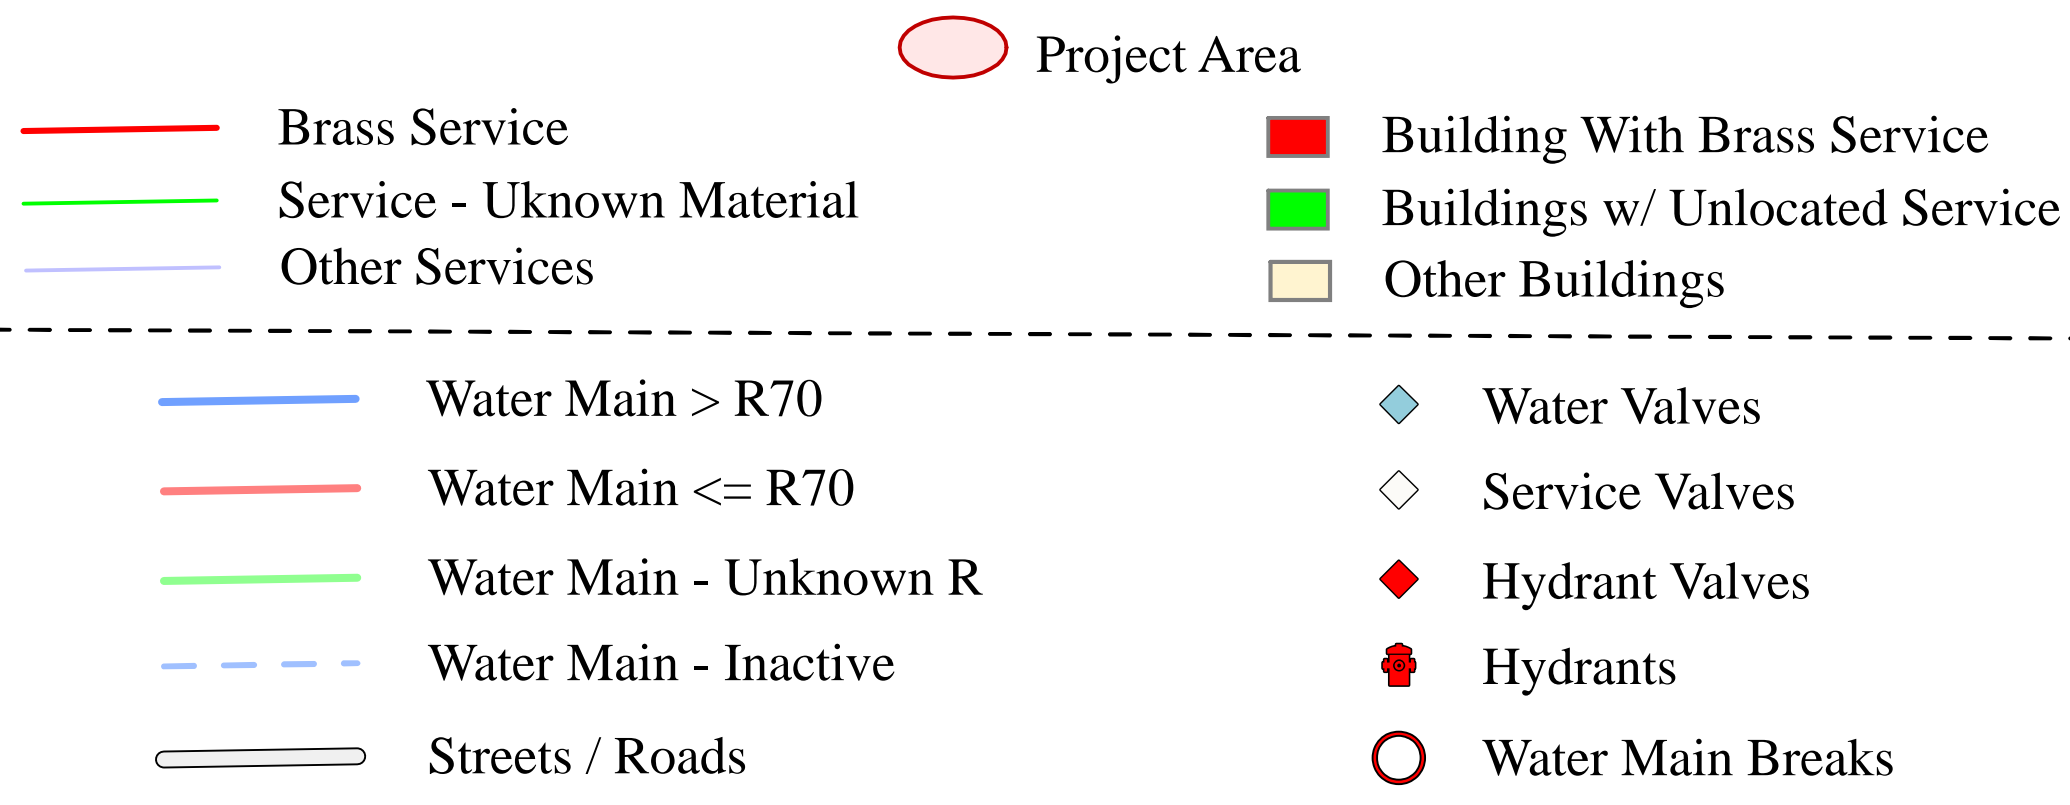 Project Area
Brass Service
Service - Uknown Material
Other Services
Building With Brass Service
Buildings w/ Unlocated Service
Other Buildings
Water Main > R70
Water Main <= R70
Water Main - Unknown R
Water Main - Inactive
Streets / Roads
Water Valves
Service Valves
Hydrant Valves
Hydrants
Water Main Breaks